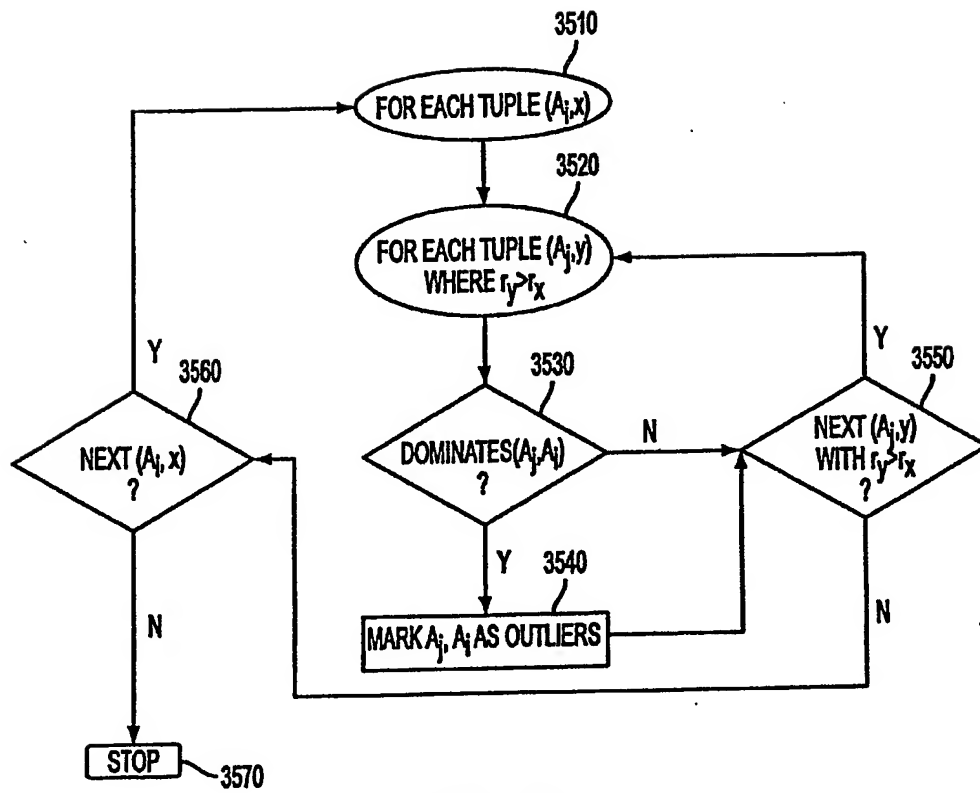 3510
FOR EACH TUPLE (Ai,x)
3520
FOR EACH TUPLE (Aj,y)
WHERE ry>rx
Y
3560
NEXT (Ai, x)
?
3530
DOMINATES(Aj,Ai)
?
N
Y
3550
NEXT (Aj,y)
WITH ry>rx
?
Y
3540
MARK Aj, Ai AS OUTLIERS
N
N
STOP
3570